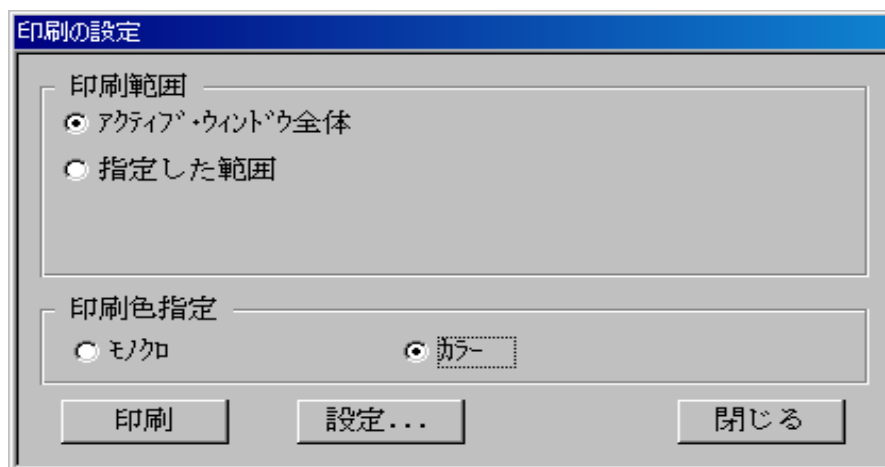 印刷の設定
印刷範囲
ｱｸﾃｨﾌﾞ・ｳｨﾝﾄﾞｳ全体
指定した範囲
印刷色指定
ﾓﾉｸﾛ ｶﾗｰ
印刷 設定... 閉じる